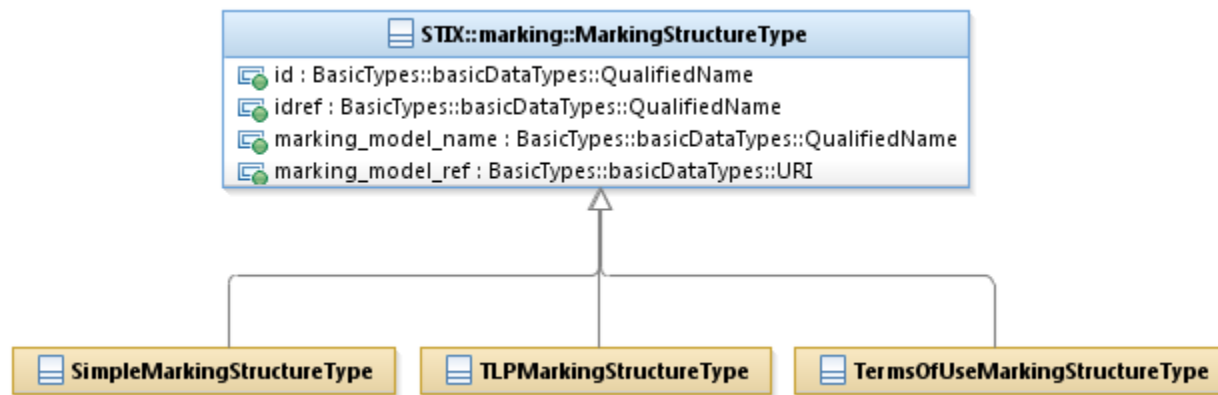 STIX::marking::MarkingStructureType
id : BasicTypes::basicDataTypes::QualifiedName
idref : BasicTypes::basicDataTypes::QualifiedName
marking_model_name : BasicTypes::basicDataTypes::QualifiedName
marking_model_ref : BasicTypes::basicDataTypes::URI
SimpleMarkingStructureType
TLPMarkingStructureType
TermsOfUseMarkingStructureType